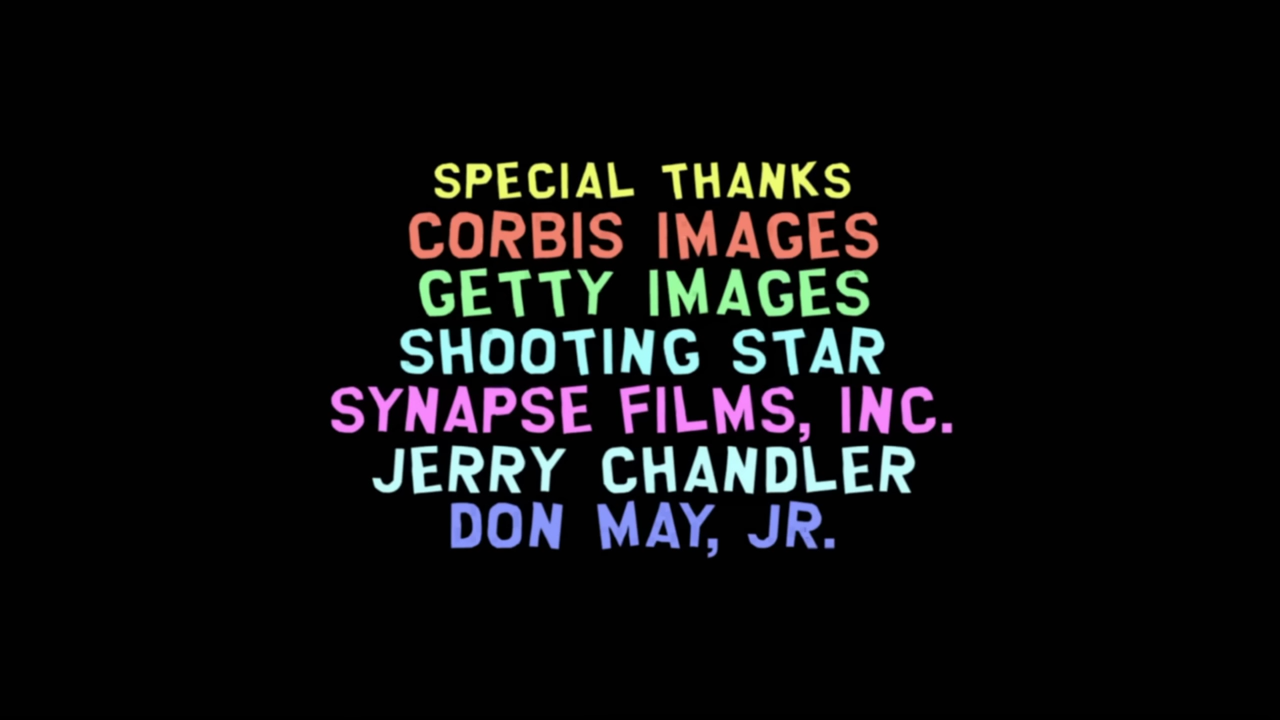 SPECIAL THANKS
CORBIS IMAGES
GETTY IMAGES
SHOOTING STAR
SYNAPSE FILMS, INC.
JERRY CHANDLER
DON MAY, JR.